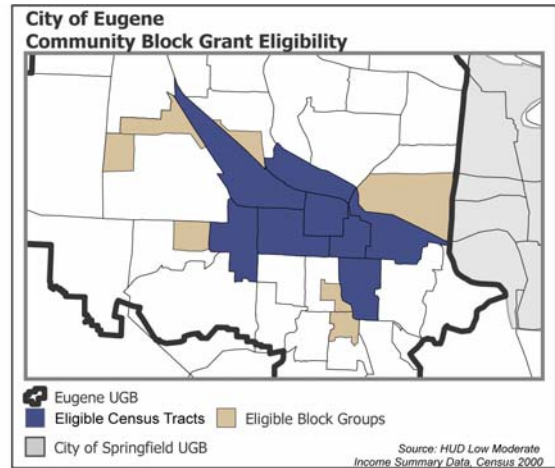 City of Eugene
Community Block Grant Eligibility
Eugene UGB
Eligible Census Tracts
Eligible Block Groups
City of Springfield UGB
Source: HUD Low Moderate
Income Summary Data, Census 2000